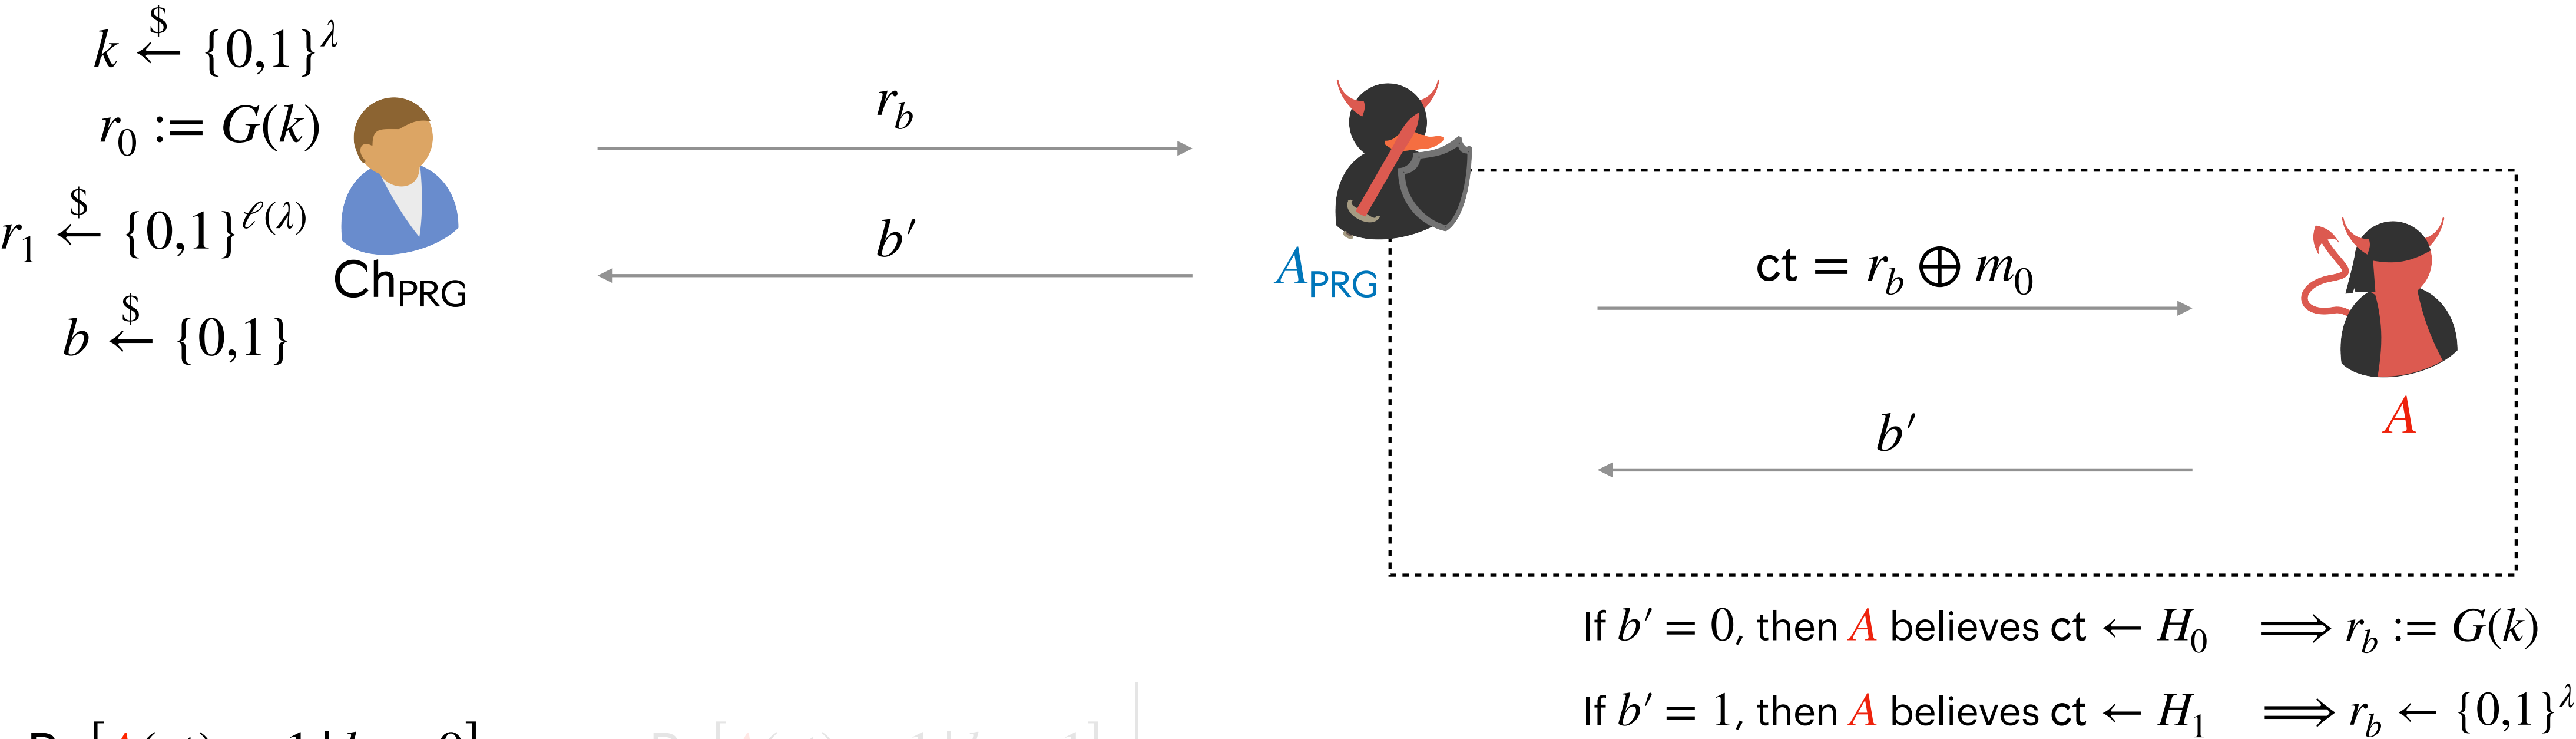 k $← {0,1}^λ
r_0 := G(k)
r_1 $← {0,1}^ℓ(λ)
b $← {0,1}
Ch_PRG
r_b
b′
A_PRG
ct = r_b ⊕ m_0
b′
A
If b′ = 0, then A believes ct ← H_0 ⟹ r_b := G(k)
If b′ = 1, then A believes ct ← H_1 ⟹ r_b ← {0,1}^λ